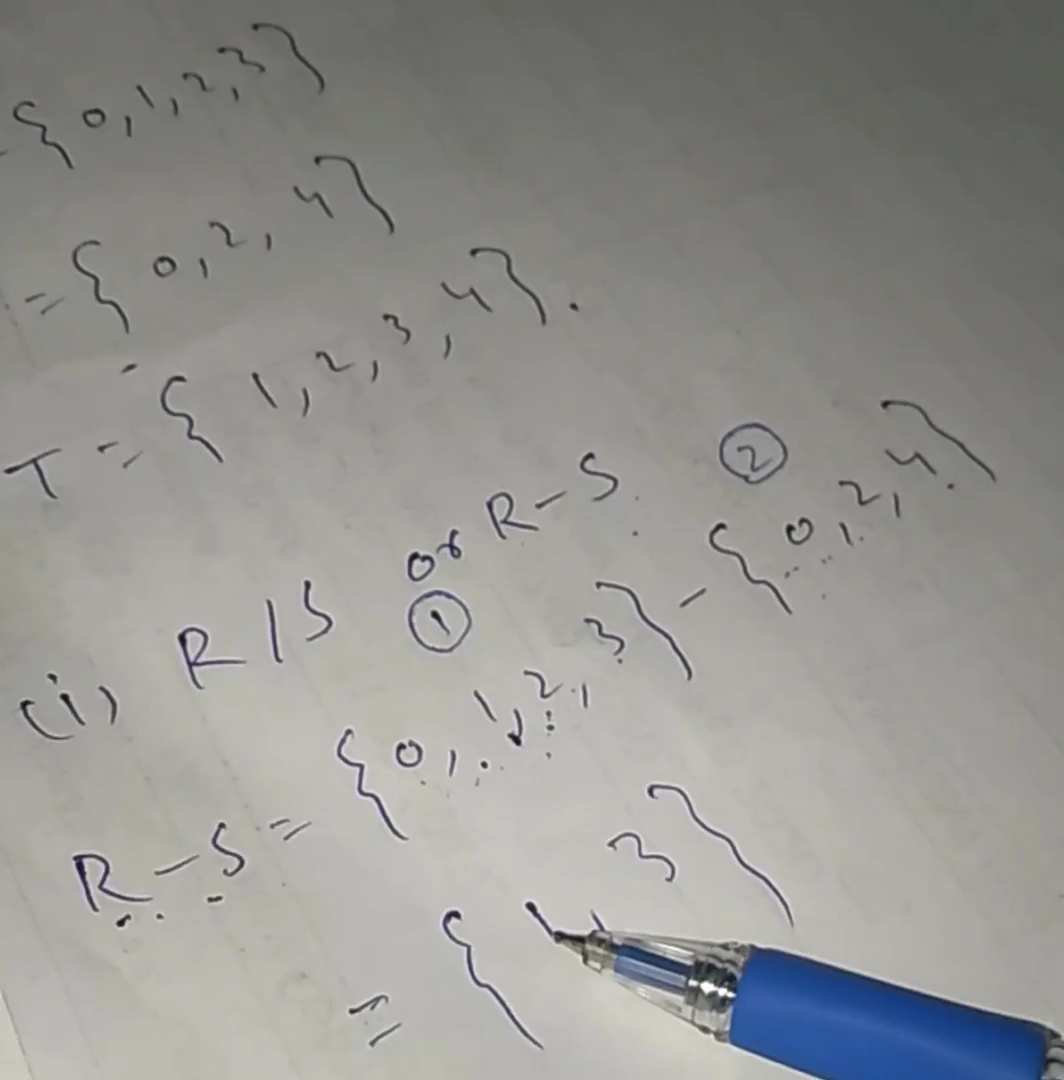 ={0,1,2,3}
={0,2,4}
T={1,2,3,4}.
(i) R/S or R-S.
① ②
R-S={0,1,2,3}-{0,2,4}
={1,3}